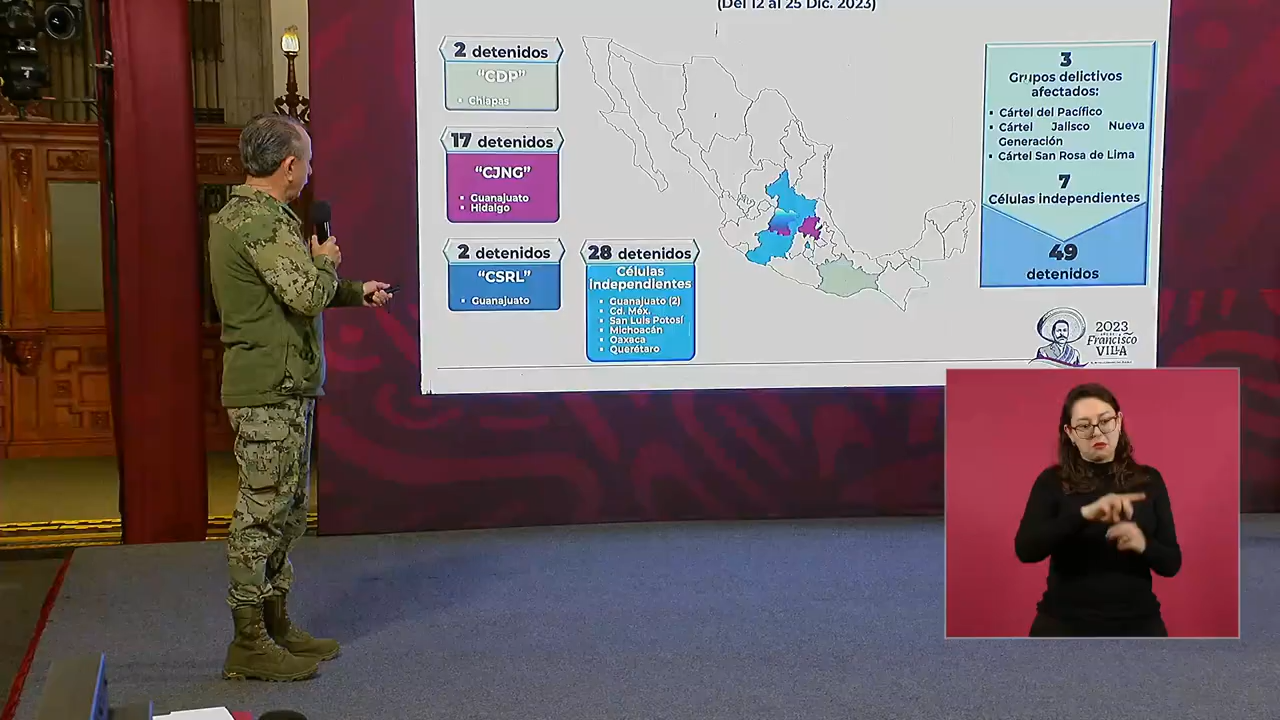 (Del 12 al 25 Dic. 2023)
2 detenidos
"CDP"
▪ Chiapas
17 detenidos
"CJNG"
▪ Guanajuato
▪ Hidalgo
2 detenidos
"CSRL"
▪ Guanajuato
28 detenidos
Células
independientes
▪ Guanajuato (2)
▪ Cd. Méx.
▪ San Luis Potosí
▪ Michoacán
▪ Oaxaca
▪ Querétaro
3
Grupos delictivos
afectados:
▪ Cártel del Pacífico
▪ Cártel Jalisco Nueva
Generación
▪ Cártel San Rosa de Lima
7
Células independientes
49
detenidos
2023
Francisco
VILLA